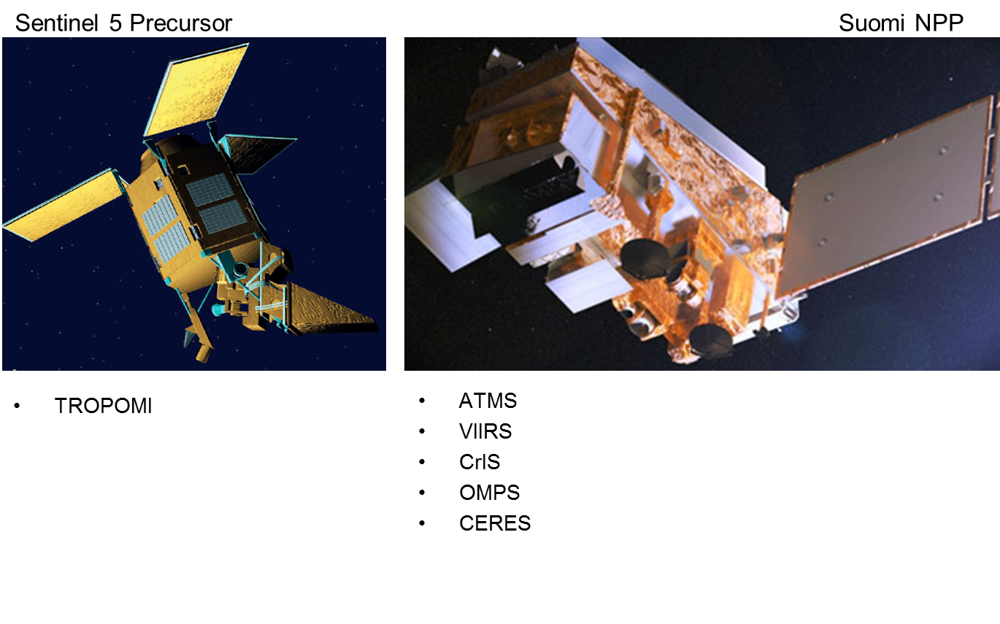 Sentinel 5 Precursor
Suomi NPP
• TROPOMI
• ATMS
• VIIRS
• CrIS
• OMPS
• CERES